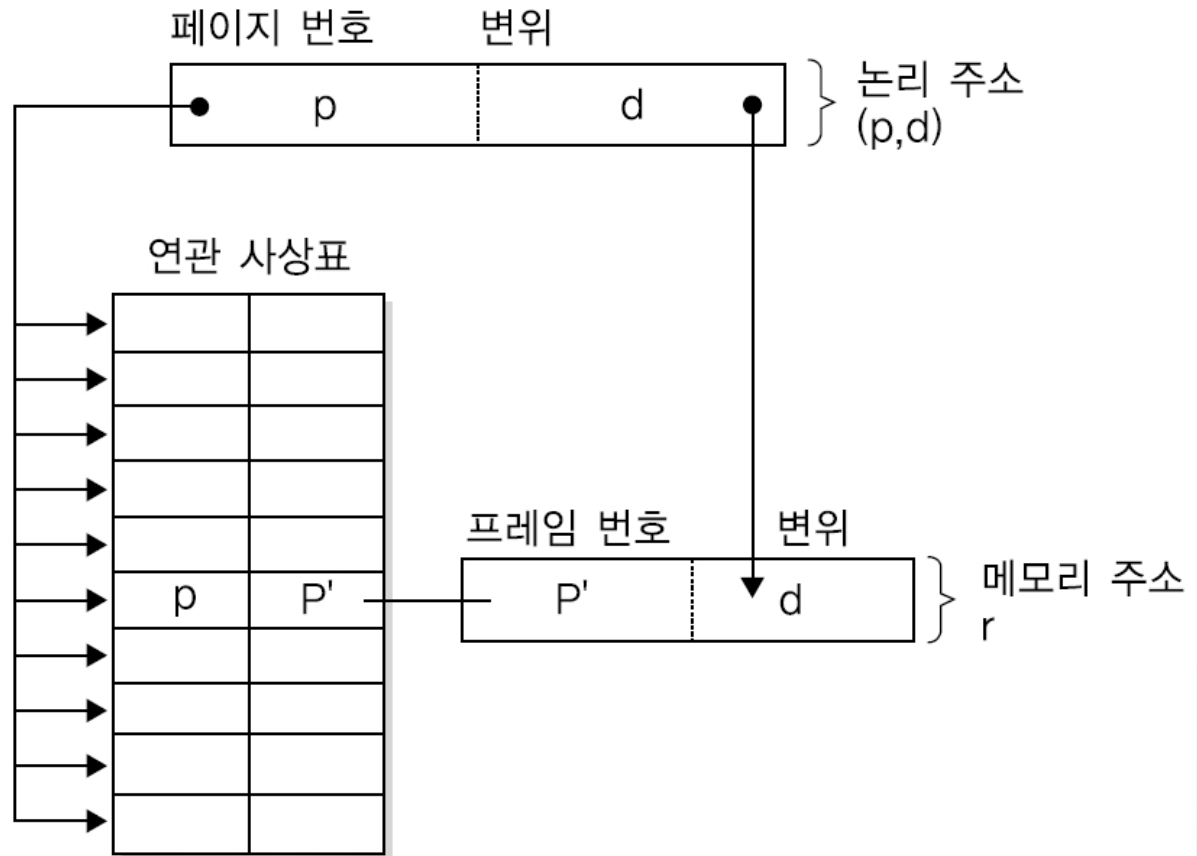 페이지 번호 변위
p d
논리 주소
(p,d)
연관 사상표
프레임 번호 변위
p P' P' d
메모리 주소
r